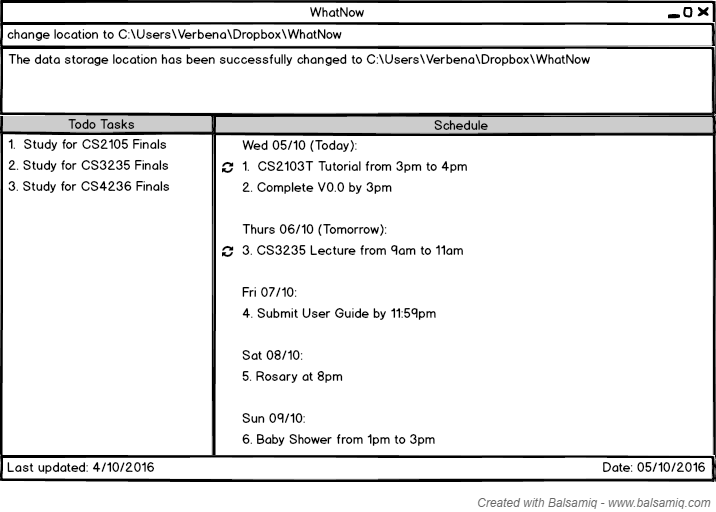 WhatNow
change location to C:\Users\Verbena\Dropbox\WhatNow
The data storage location has been successfully changed to C:\Users\Verbena\Dropbox\WhatNow
Todo Tasks
1. Study for CS2105 Finals
2. Study for CS3235 Finals
3. Study for CS4236 Finals
Schedule
Wed 05/10 (Today):
1. CS2103T Tutorial from 3pm to 4pm
2. Complete V0.0 by 3pm
Thurs 06/10 (Tomorrow):
3. CS3235 Lecture from 9am to 11am
Fri 07/10:
4. Submit User Guide by 11:59pm
Sat 08/10:
5. Rosary at 8pm
Sun 09/10:
6. Baby Shower from 1pm to 3pm
Last updated: 4/10/2016
Date: 05/10/2016
Created with Balsamiq - www.balsamiq.com